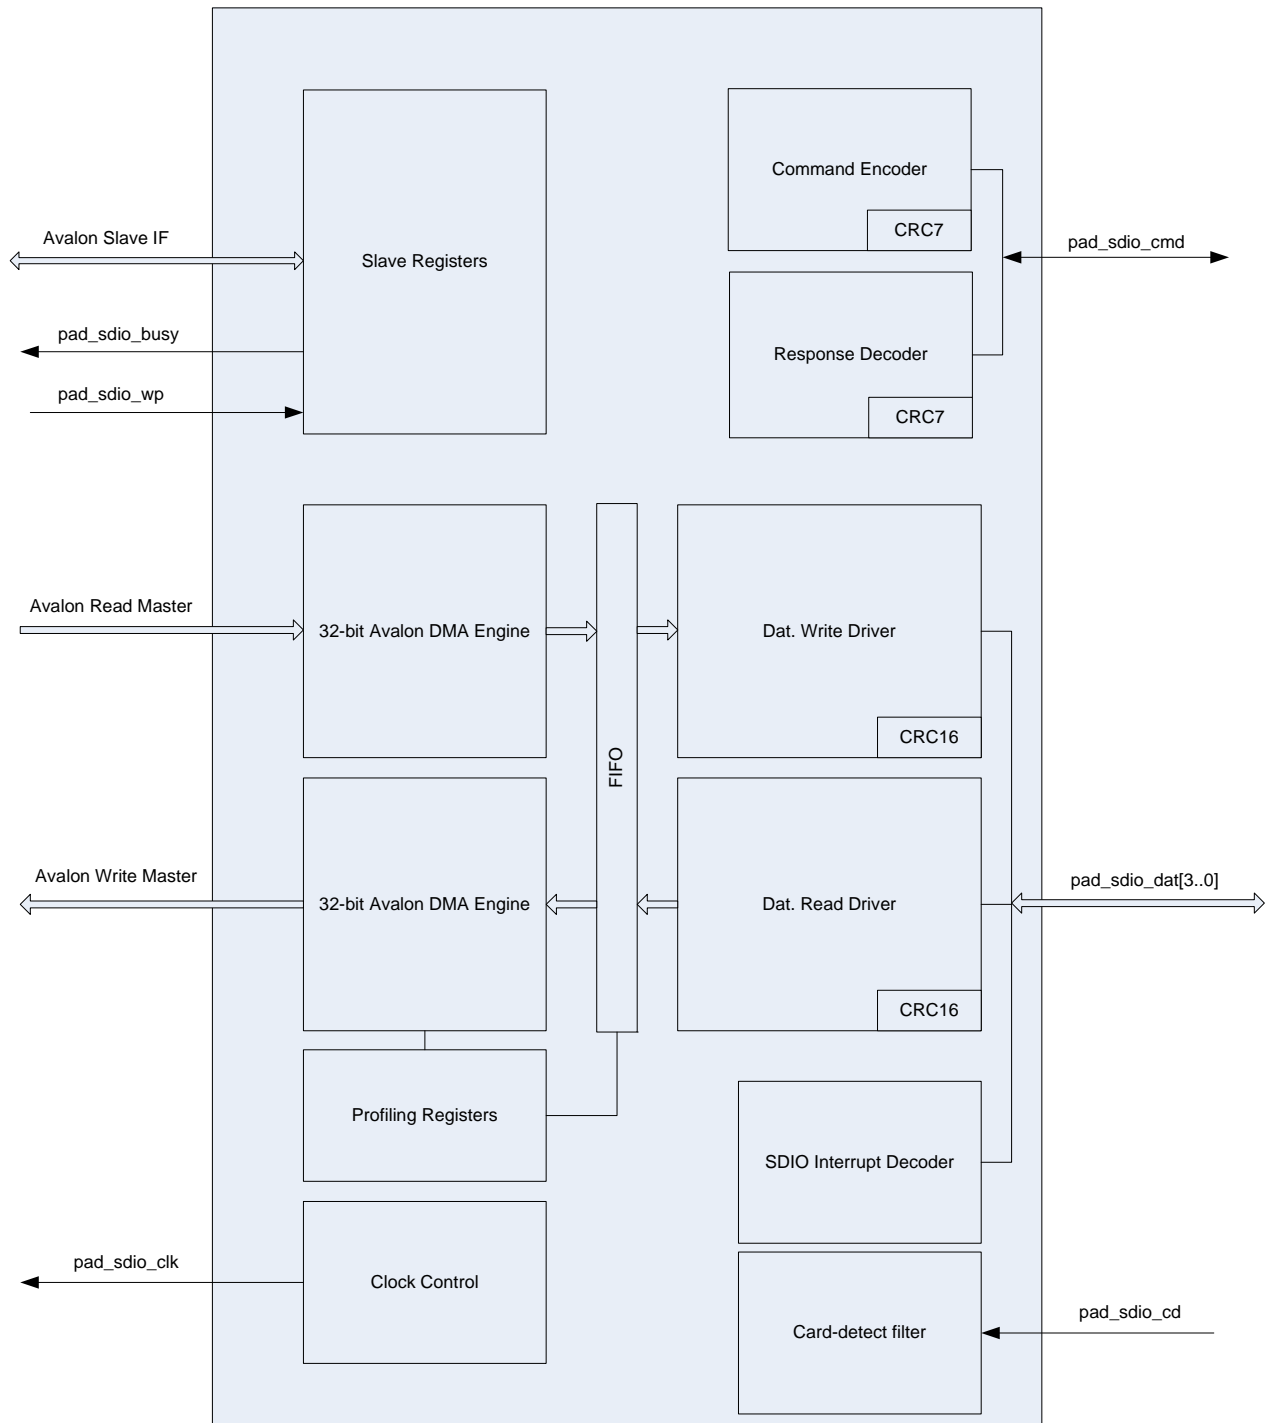 Command Encoder
CRC7
Avalon Slave IF
Slave Registers
pad_sdio_cmd
pad_sdio_busy
Response Decoder
pad_sdio_wp
CRC7
Avalon Read Master
32-bit Avalon DMA Engine
Dat. Write Driver
CRC16
FIFO
Avalon Write Master
32-bit Avalon DMA Engine
Dat. Read Driver
pad_sdio_dat[3..0]
CRC16
Profiling Registers
SDIO Interrupt Decoder
pad_sdio_clk
Clock Control
Card-detect filter
pad_sdio_cd